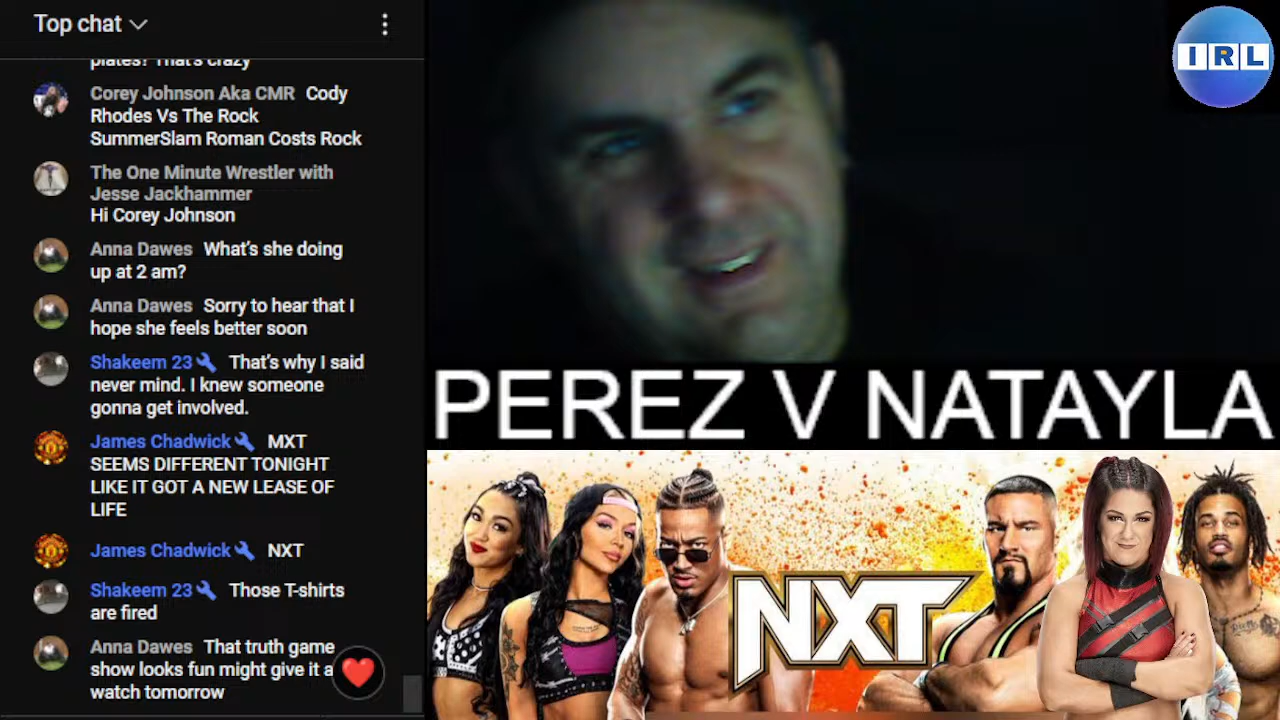 Top chat
plates? That's crazy
Corey Johnson Aka CMR Cody
Rhodes Vs The Rock
SummerSlam Roman Costs Rock
The One Minute Wrestler with
Jesse Jackhammer
Hi Corey Johnson
Anna Dawes What's she doing
up at 2 am?
Anna Dawes Sorry to hear that I
hope she feels better soon
Shakeem 23 That's why I said
never mind. I knew someone
gonna get involved.
James Chadwick MXT
SEEMS DIFFERENT TONIGHT
LIKE IT GOT A NEW LEASE OF
LIFE
James Chadwick NXT
Shakeem 23 Those T-shirts
are fired
Anna Dawes That truth game
show looks fun might give it a
watch tomorrow
IRL
PEREZ V NATAYLA
NXT